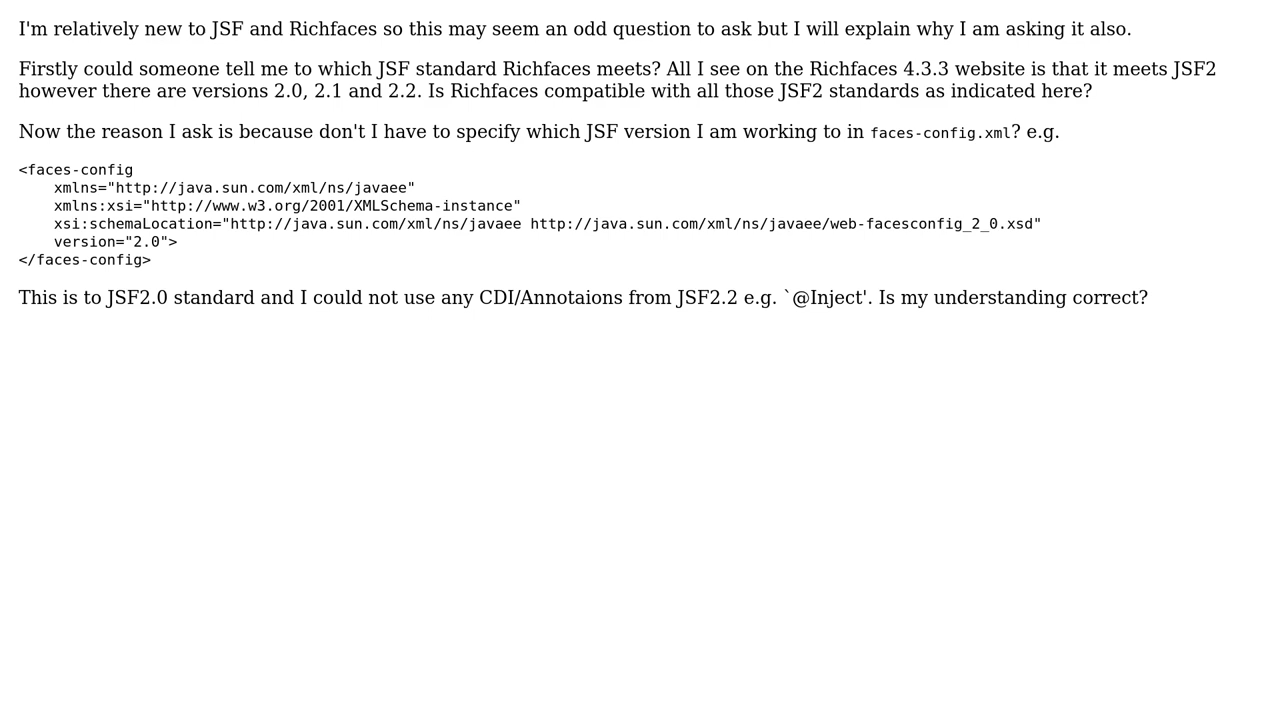 I'm relatively new to JSF and Richfaces so this may seem an odd question to ask but I will explain why I am asking it also.
Firstly could someone tell me to which JSF standard Richfaces meets? All I see on the Richfaces 4.3.3 website is that it meets JSF2
however there are versions 2.0, 2.1 and 2.2. Is Richfaces compatible with all those JSF2 standards as indicated here?
Now the reason I ask is because don't I have to specify which JSF version I am working to in faces-config.xml? e.g.
<faces-config
    xmlns="http://java.sun.com/xml/ns/javaee"
    xmlns:xsi="http://www.w3.org/2001/XMLSchema-instance"
    xsi:schemaLocation="http://java.sun.com/xml/ns/javaee http://java.sun.com/xml/ns/javaee/web-facesconfig_2_0.xsd"
    version="2.0">
</faces-config>
This is to JSF2.0 standard and I could not use any CDI/Annotaions from JSF2.2 e.g. `@Inject'. Is my understanding correct?